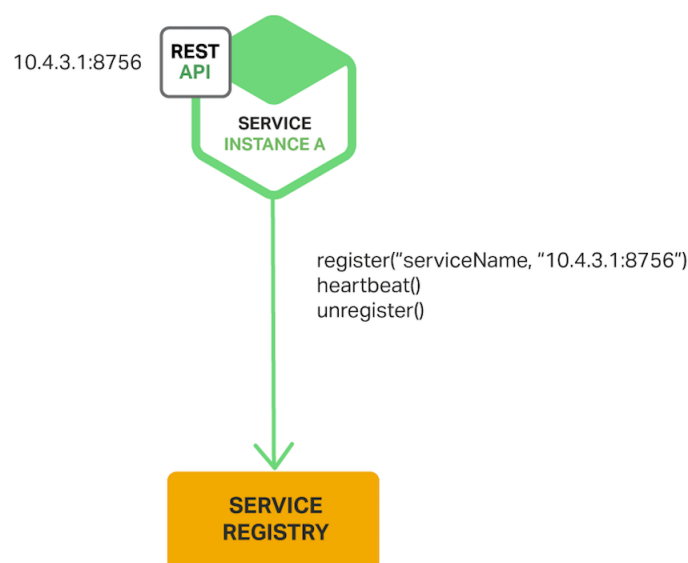 10.4.3.1:8756
REST
API
SERVICE
INSTANCE A
register(“serviceName, “10.4.3.1:8756”)
heartbeat()
unregister()
SERVICE
REGISTRY